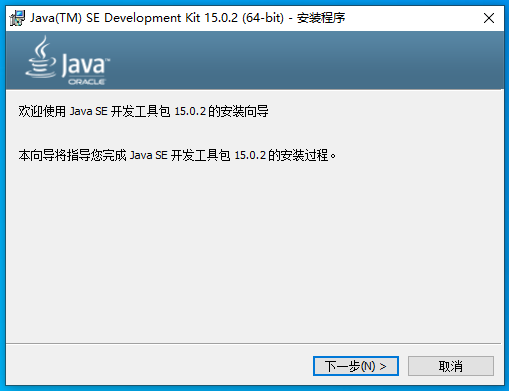 Java(TM) SE Development Kit 15.0.2 (64-bit) - 安装程序
Java™
ORACLE
欢迎使用 Java SE 开发工具包 15.0.2 的安装向导
本向导将指导您完成 Java SE 开发工具包 15.0.2 的安装过程。
下一步(N) >
取消